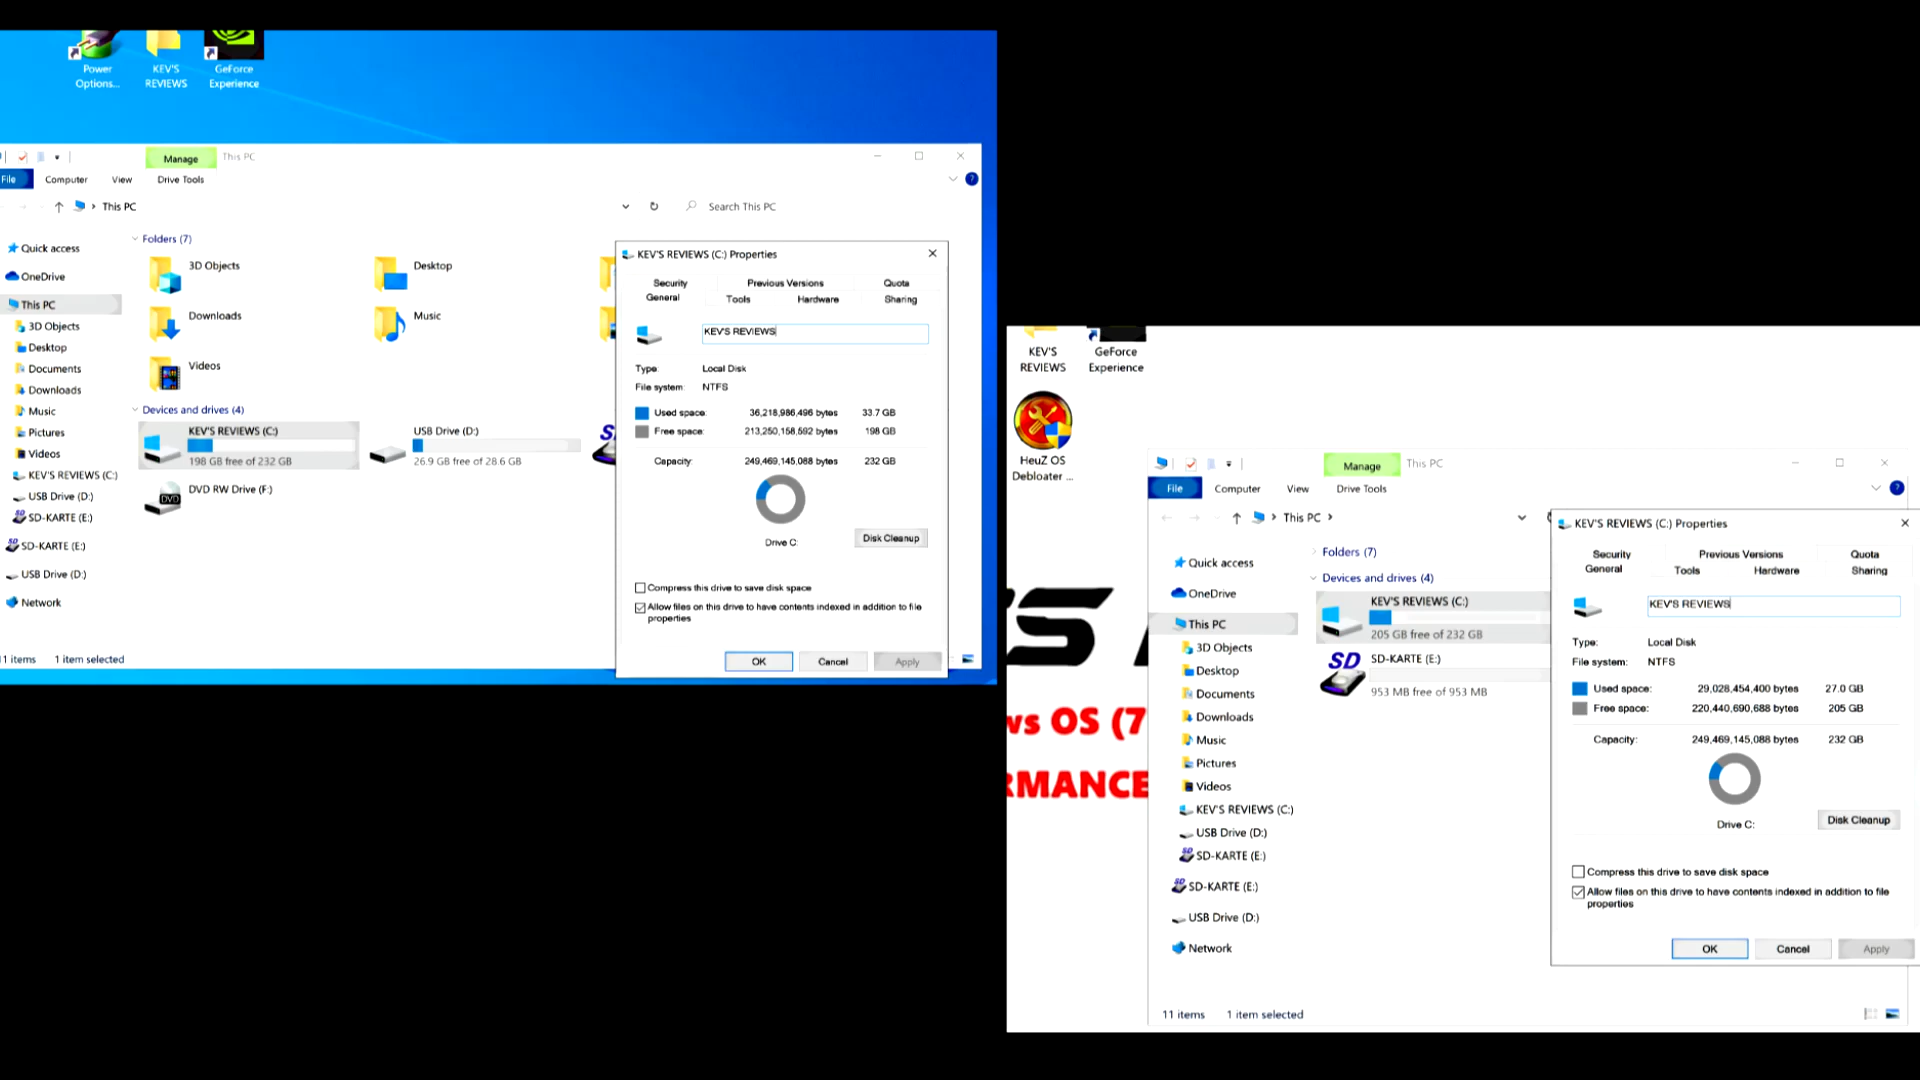 Power
Options...
KEV'S
REVIEWS
GeForce
Experience
Manage
This PC
File
Computer
View
Drive Tools
This PC
Search This PC
Quick access
OneDrive
This PC
3D Objects
Desktop
Documents
Downloads
Music
Pictures
Videos
KEV'S REVIEWS (C:)
USB Drive (D:)
SD-KARTE (E:)
SD-KARTE (E:)
USB Drive (D:)
Network
Folders (7)
3D Objects
Desktop
Downloads
Music
Videos
Devices and drives (4)
KEV'S REVIEWS (C:)
198 GB free of 232 GB
USB Drive (D:)
26.9 GB free of 28.6 GB
DVD
DVD RW Drive (F:)
11 items
1 item selected
KEV'S REVIEWS (C:) Properties
Security
Previous Versions
Quota
General
Tools
Hardware
Sharing
KEV'S REVIEWS
Type:
Local Disk
File system:
NTFS
Used space:
36,218,986,496 bytes
33.7 GB
Free space:
213,250,158,592 bytes
198 GB
Capacity:
249,469,145,088 bytes
232 GB
Drive C:
Disk Cleanup
Compress this drive to save disk space
Allow files on this drive to have contents indexed in addition to file
properties
OK
Cancel
Apply
KEV'S
REVIEWS
GeForce
Experience
HeuZ OS
Debloater ...
ws OS (7
RMANCE
Manage
This PC
File
Computer
View
Drive Tools
This PC
Quick access
OneDrive
This PC
3D Objects
Desktop
Documents
Downloads
Music
Pictures
Videos
KEV'S REVIEWS (C:)
USB Drive (D:)
SD-KARTE (E:)
SD-KARTE (E:)
USB Drive (D:)
Network
Folders (7)
Devices and drives (4)
KEV'S REVIEWS (C:)
205 GB free of 232 GB
SD
SD-KARTE (E:)
953 MB free of 953 MB
11 items
1 item selected
KEV'S REVIEWS (C:) Properties
Security
Previous Versions
Quota
General
Tools
Hardware
Sharing
KEV'S REVIEWS
Type:
Local Disk
File system:
NTFS
Used space:
29,028,454,400 bytes
27.0 GB
Free space:
220,440,690,688 bytes
205 GB
Capacity:
249,469,145,088 bytes
232 GB
Drive C:
Disk Cleanup
Compress this drive to save disk space
Allow files on this drive to have contents indexed in addition to file
properties
OK
Cancel
Apply